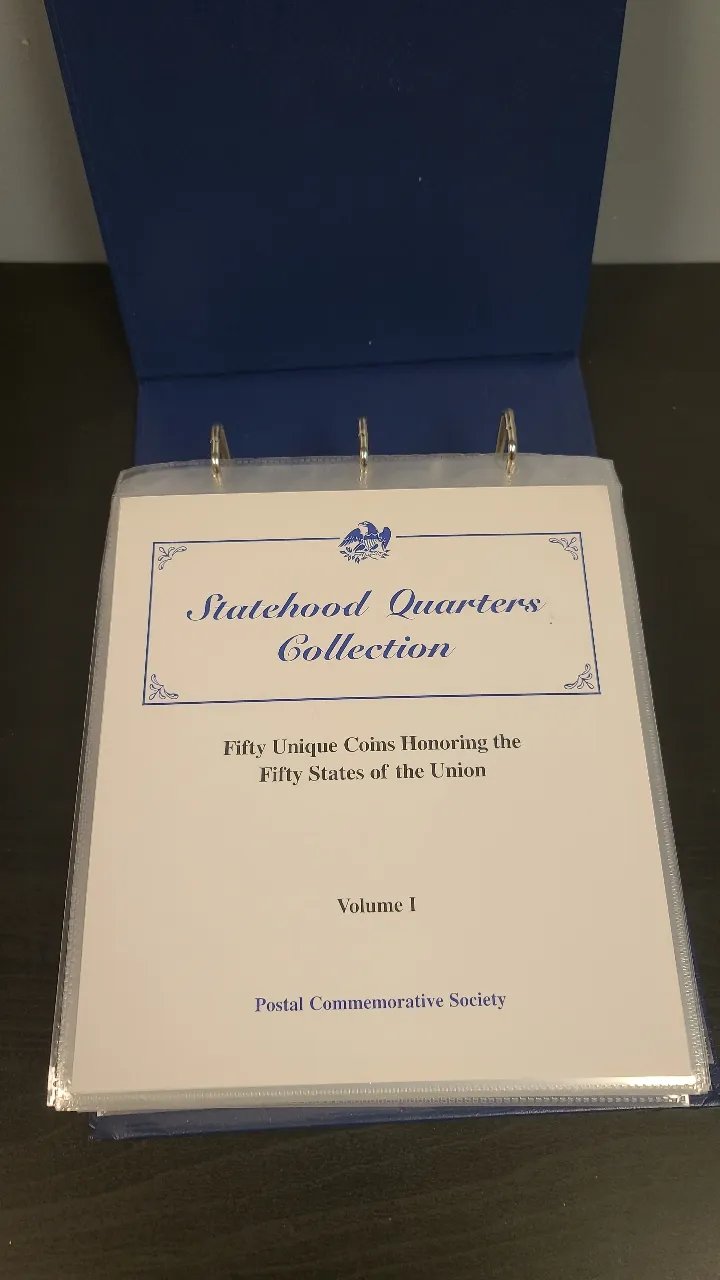 Statehood Quarters
Collection
Fifty Unique Coins Honoring the
Fifty States of the Union
Volume I
Postal Commemorative Society